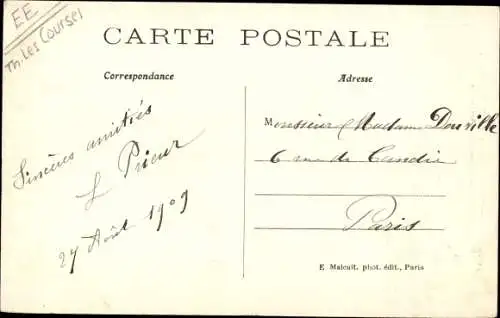 EE
Th. Les Courses
CARTE POSTALE
Correspondance
Adresse
Sincères amitiés
L Prieur
27 Août 1909
Monsieur Madame Douville
6 rue de Candie
Paris
E Malcuit. phot. édit., Paris